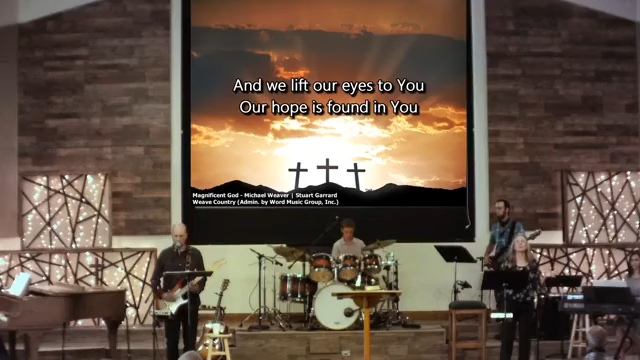 And we lift our eyes to You
Our hope is found in You
Magnificent God - Michael Weaver | Stuart Garrard
Weave Country (Admin. by Word Music Group, Inc.)